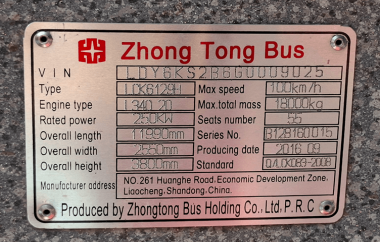 Zhong Tong Bus
VIN LDY6KS2B6G0009025
Type LCK6129H Max speed 100km/h
Engine type L340 20 Max.total mass 18000kg
Rated power 250KW Seats number 55
Overall length 11990mm Series No. 8128160015
Overall width 2550mm Producing date 2016 09
Overall height 3800mm Standard Q/LOK089-2008
Manufacturer address NO.261 Huanghe Road, Economic Development Zone,
Liaocheng, Shandong, China.
Produced by Zhongtong Bus Holding Co., Ltd, P. R. C